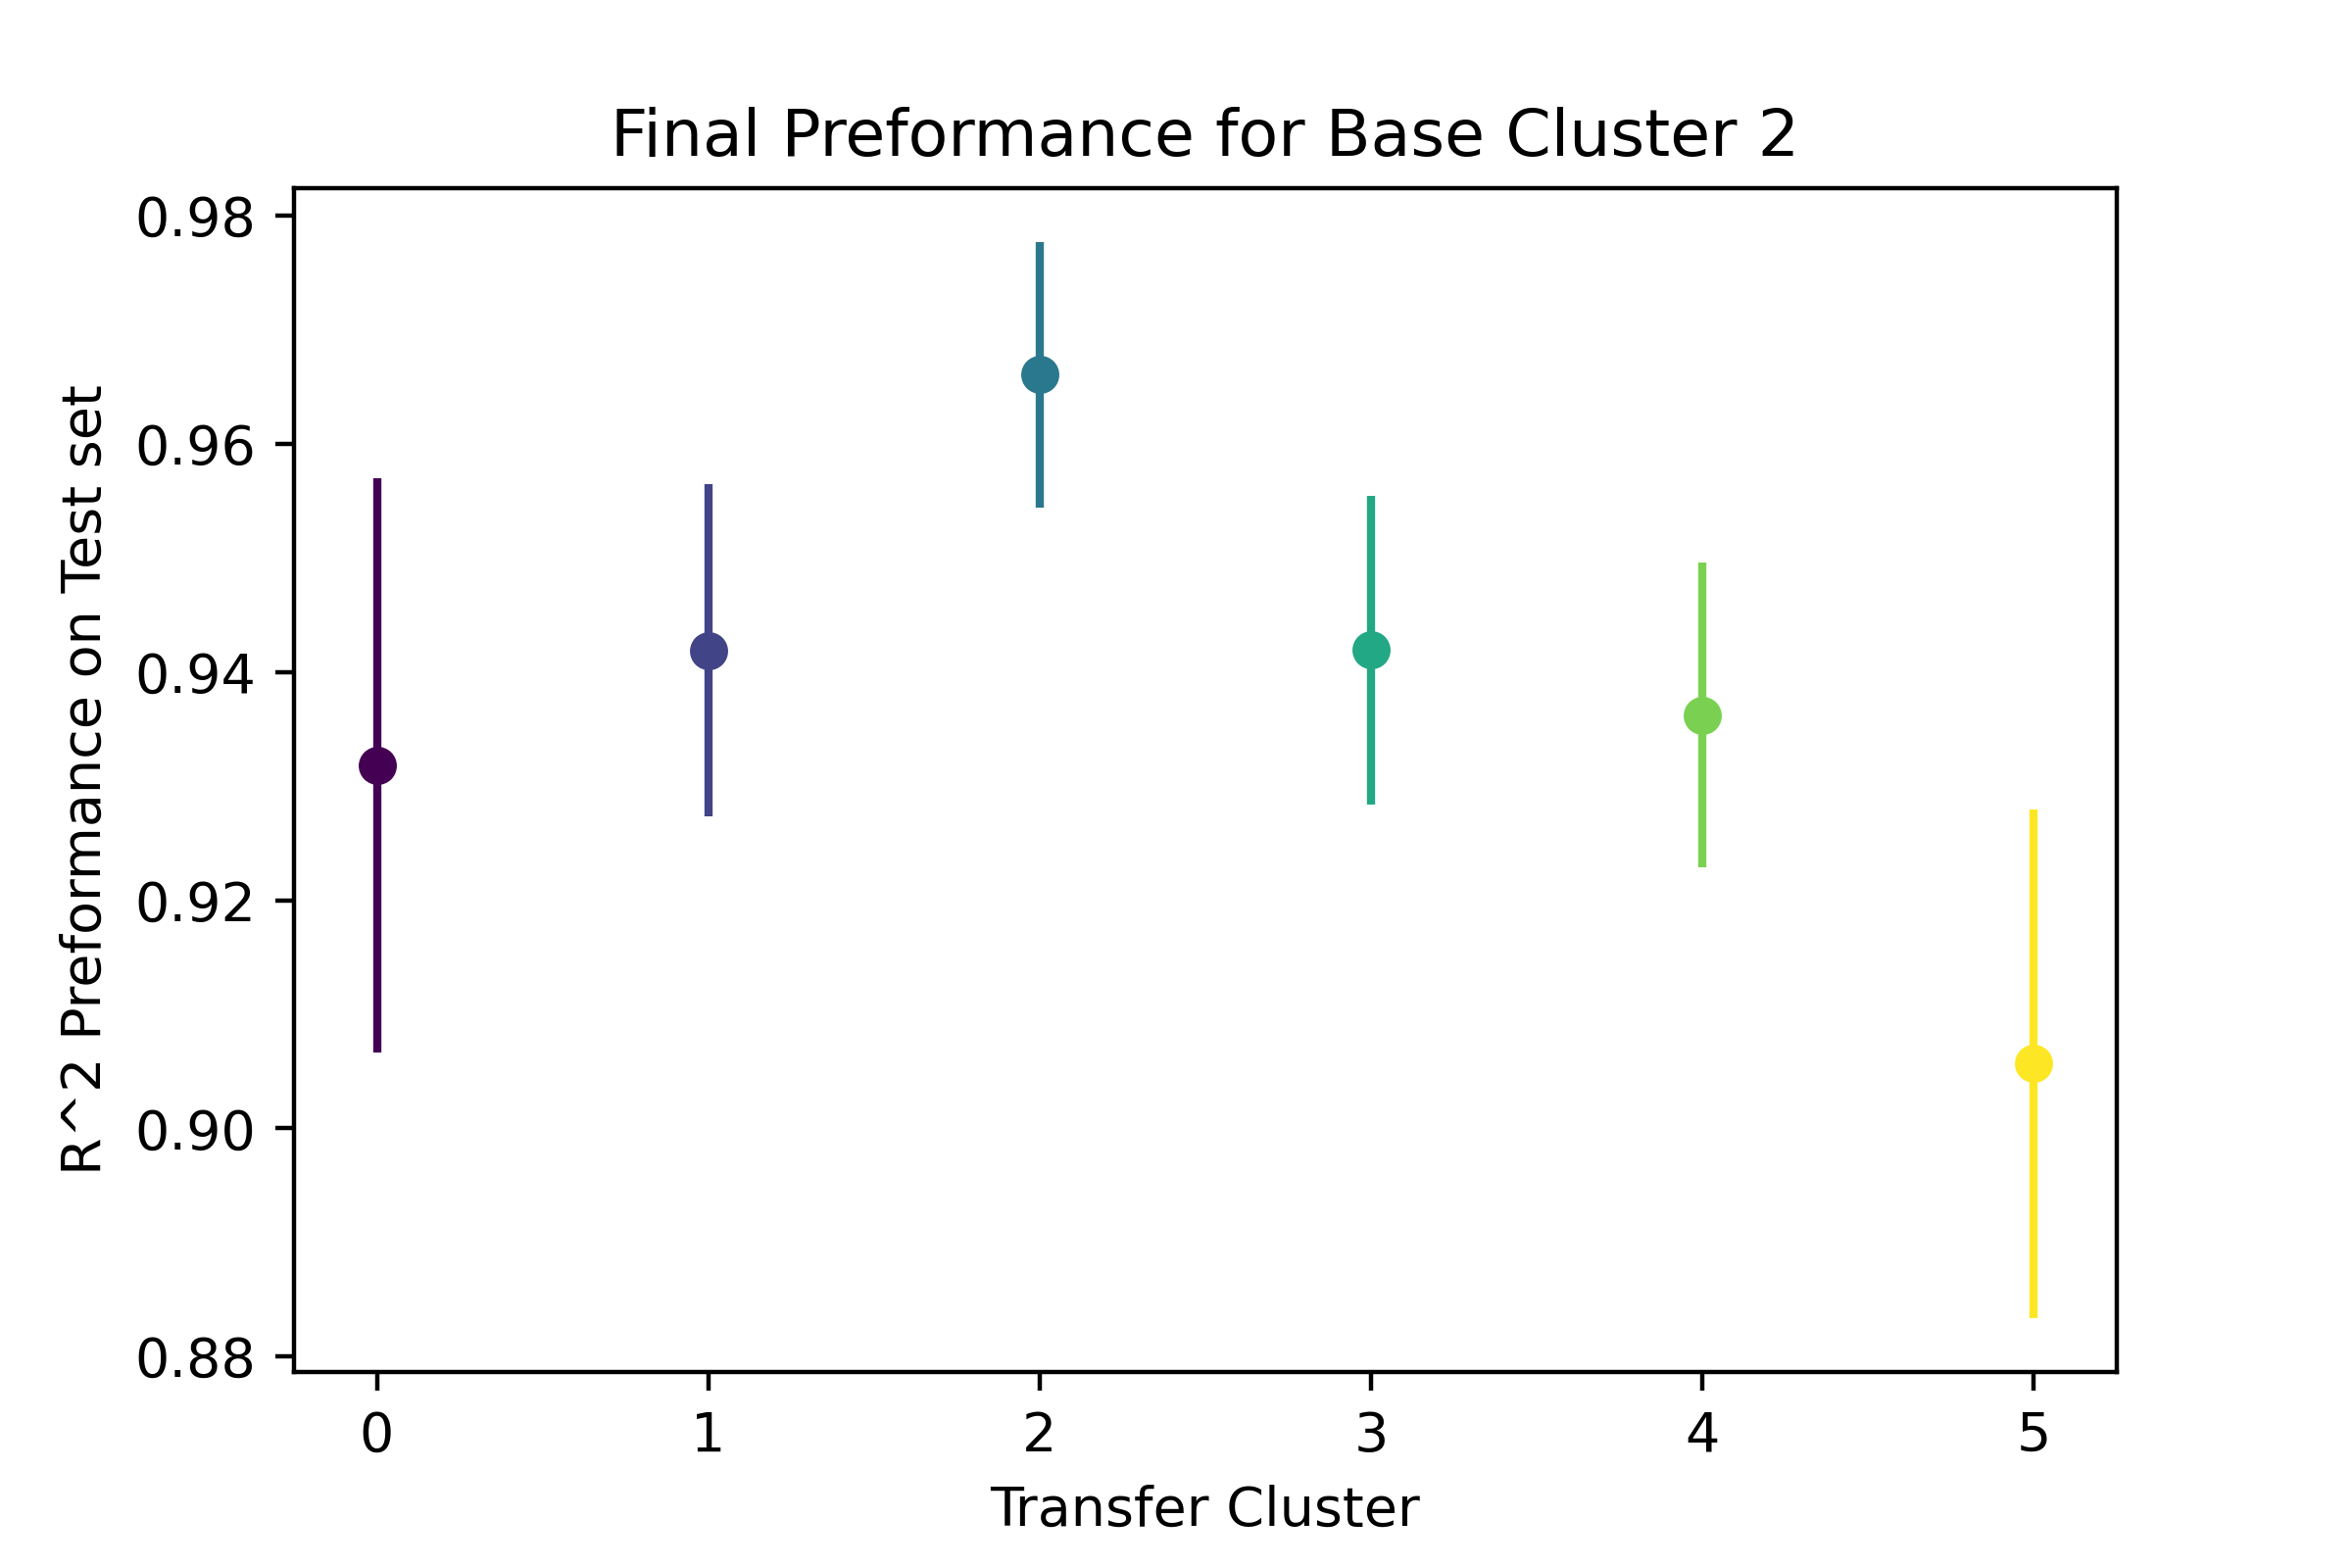 Final Preformance for Base Cluster 2
R^2 Preformance on Test set
0.98
0.96
0.94
0.92
0.90
0.88
0 1 2 3 4 5
Transfer Cluster